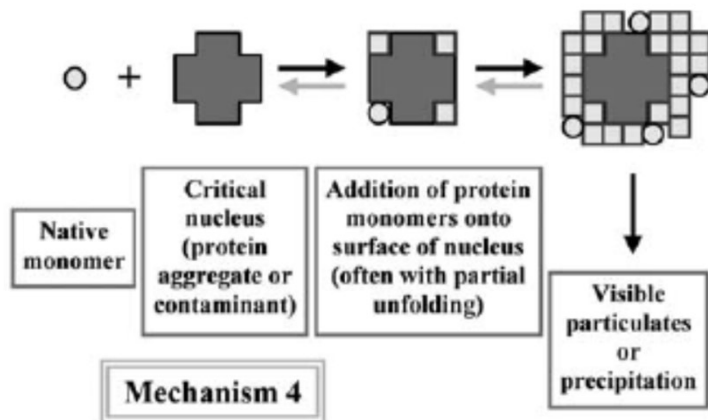 Native
monomer
Critical
nucleus
(protein
aggregate or
contaminant)
Addition of protein
monomers onto
surface of nucleus
(often with partial
unfolding)
Visible
particulates
or
precipitation
Mechanism 4